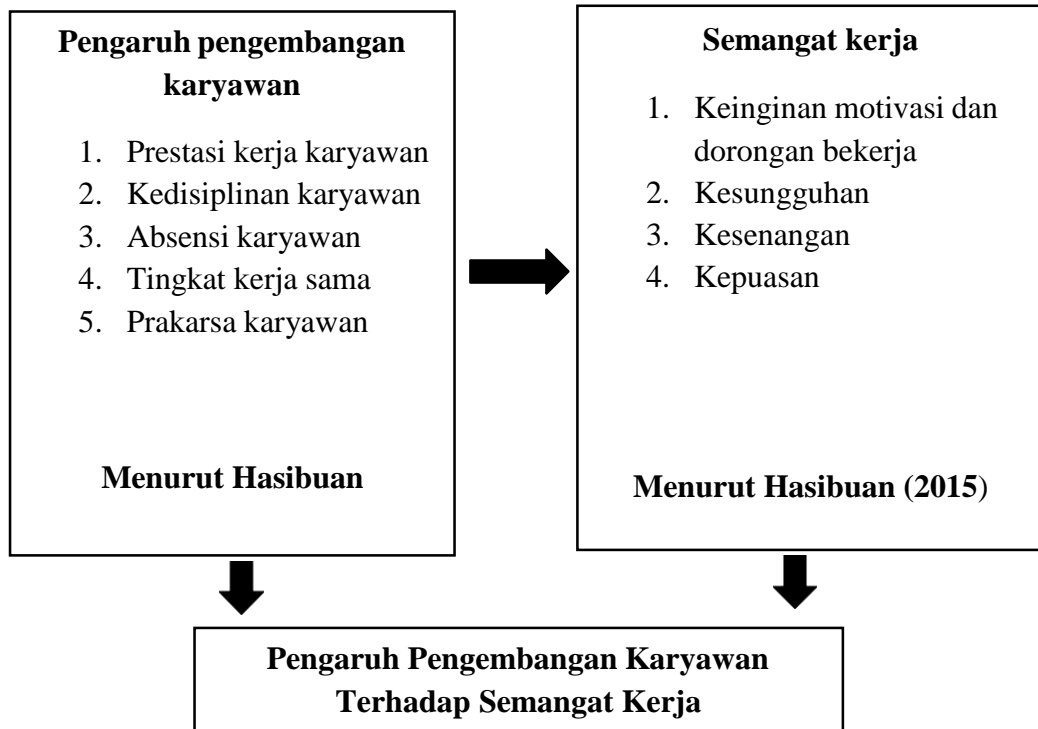 Pengaruh pengembangan
karyawan
1. Prestasi kerja karyawan
2. Kedisiplinan karyawan
3. Absensi karyawan
4. Tingkat kerja sama
5. Prakarsa karyawan
Menurut Hasibuan
Semangat kerja
1. Keinginan motivasi dan
dorongan bekerja
2. Kesungguhan
3. Kesenangan
4. Kepuasan
Menurut Hasibuan (2015)
Pengaruh Pengembangan Karyawan
Terhadap Semangat Kerja